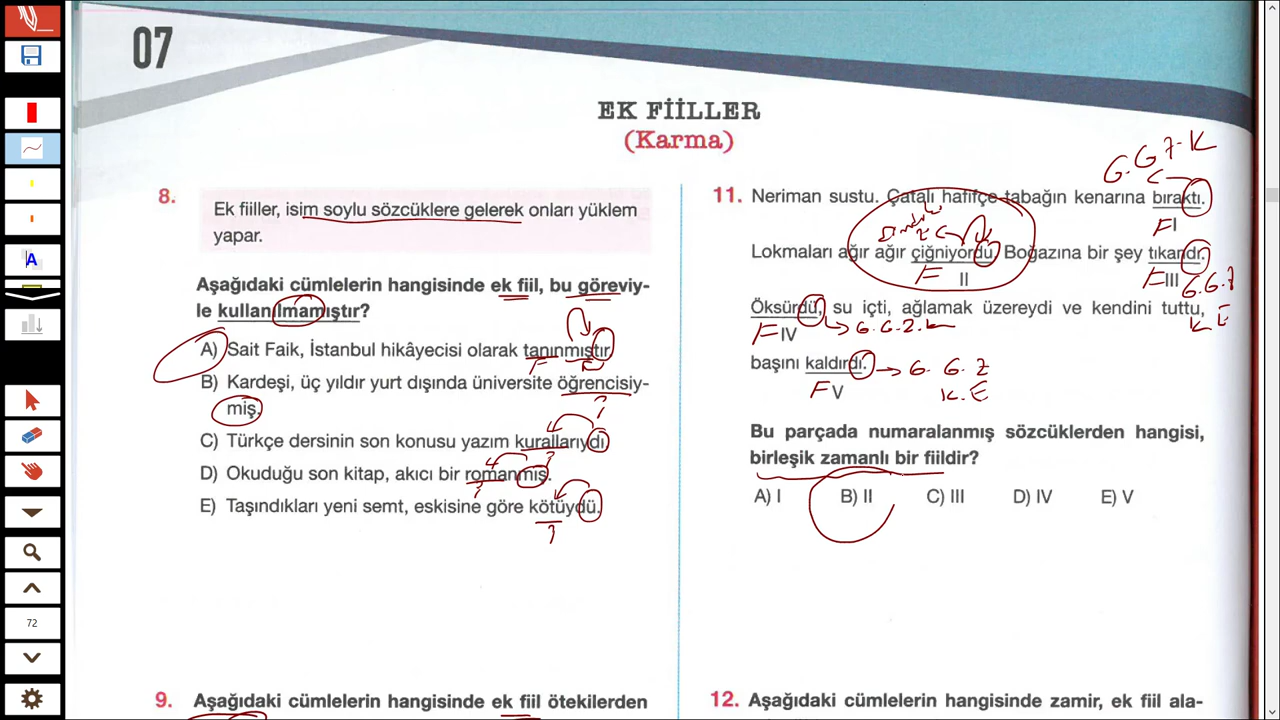 07
EK FİİLLER
(Karma)
8.
Ek fiiller, isim soylu sözcüklere gelerek onları yüklem
yapar.
Aşağıdaki cümlelerin hangisinde ek fiil, bu göreviy-
le kullanılmamıştır?
A) Sait Faik, İstanbul hikâyecisi olarak tanınmıştır.
F
B) Kardeşi, üç yıldır yurt dışında üniversite öğrencisiy-
miş.
C) Türkçe dersinin son konusu yazım kurallarıydı.
D) Okuduğu son kitap, akıcı bir romanmış.
E) Taşındıkları yeni semt, eskisine göre kötüydü.
9. Aşağıdaki cümlelerin hangisinde ek fiil ötekilerden
G. G Z. K
11. Neriman sustu. Çatalı hafifçe tabağın kenarına bıraktı.
F I
Lokmaları ağır ağır çiğniyordu. Boğazına bir şey tıkandı.
F II
F III
G. G. Z
K E
Öksürdü, su içti, ağlamak üzereydi ve kendini tuttu,
F IV
G. G. Z. K
başını kaldırdı.
G. G. Z
K. E
F V
Bu parçada numaralanmış sözcüklerden hangisi,
birleşik zamanlı bir fiildir?
A) I B) II C) III D) IV E) V
12. Aşağıdaki cümlelerin hangisinde zamir, ek fiil ala-
A
72